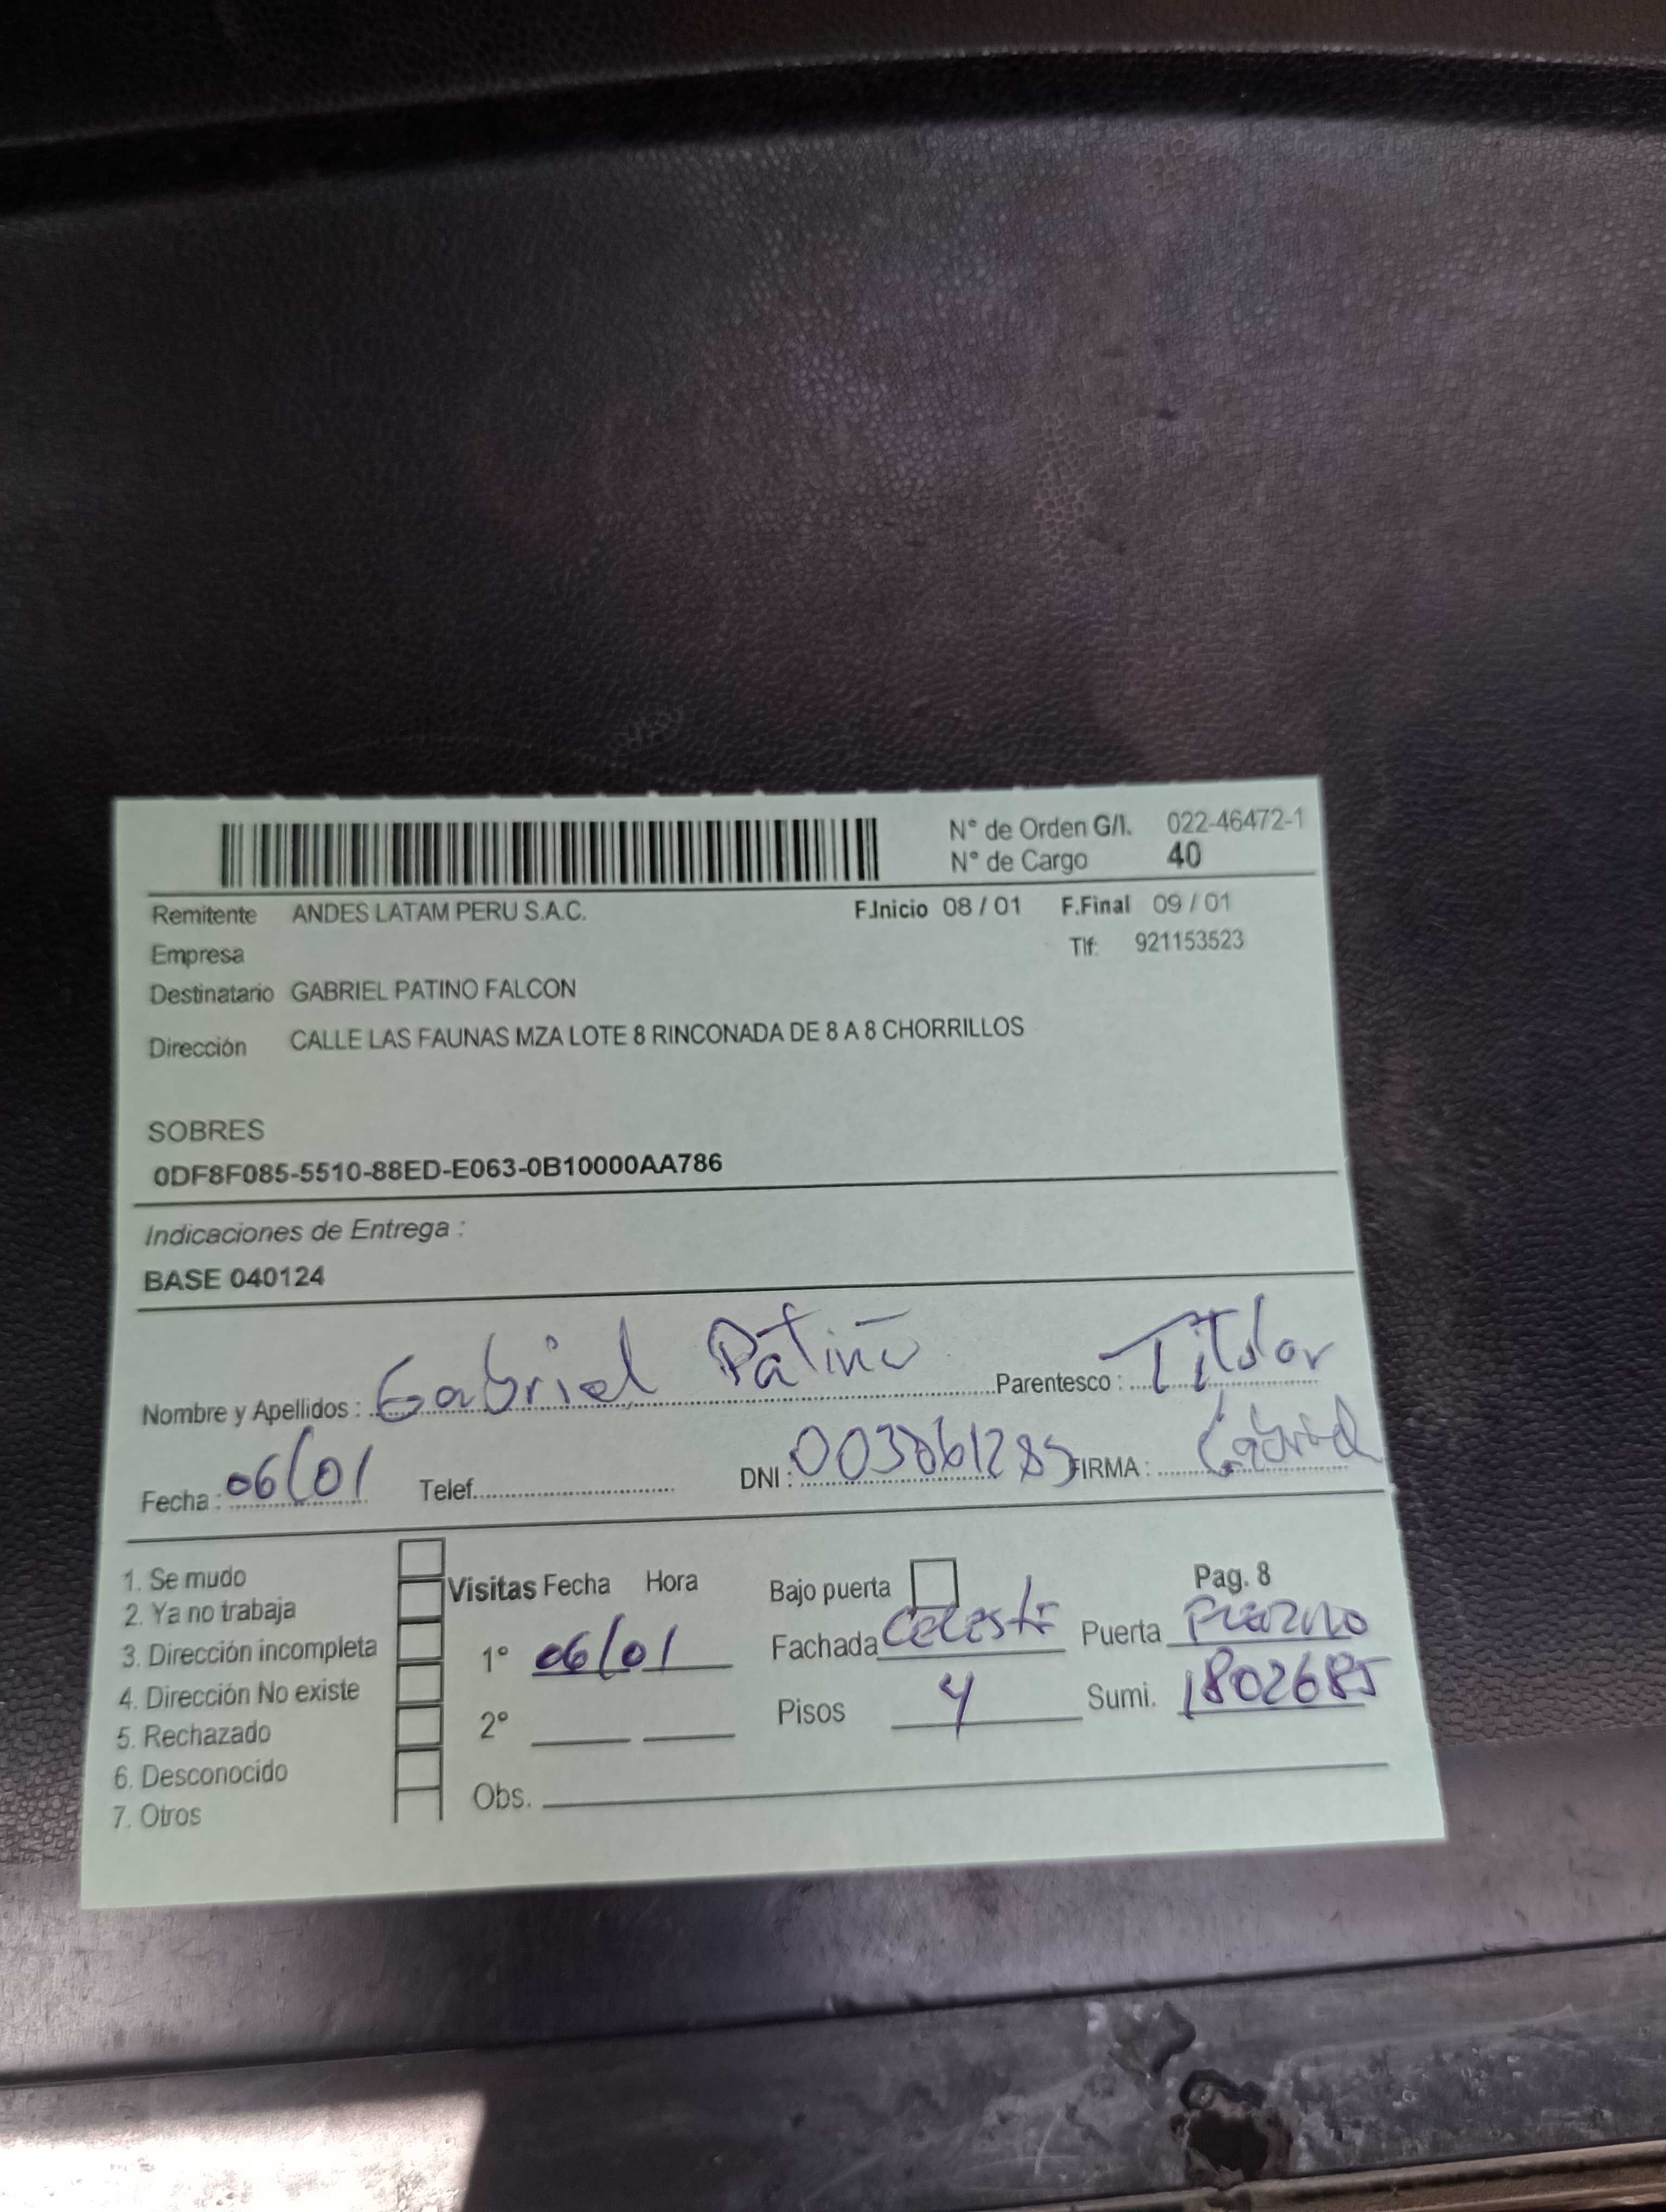 N° de Orden G/I. 022-46472-1
N° de Cargo 40
Remitente ANDES LATAM PERU S.A.C. F.Inicio 08 / 01 F.Final 09 / 01
Empresa Tlf: 921153523
Destinatario GABRIEL PATINO FALCON
Dirección CALLE LAS FAUNAS MZA LOTE 8 RINCONADA DE 8 A 8 CHORRILLOS
SOBRES
0DF8F085-5510-88ED-E063-0B10000AA786
Indicaciones de Entrega :
BASE 040124
Nombre y Apellidos : Gabriel Patiño Parentesco : Titular
Fecha : 06/01 Telef. DNI : FIRMA : Gabriel
1. Se mudo
2. Ya no trabaja
3. Dirección incompleta
4. Dirección No existe
5. Rechazado
6. Desconocido
7. Otros
Visitas Fecha Hora Bajo puerta Pag. 8
1° 06/01 Fachada Celeste Puerta
2° Pisos 4 Sumi. 1802685
Obs.